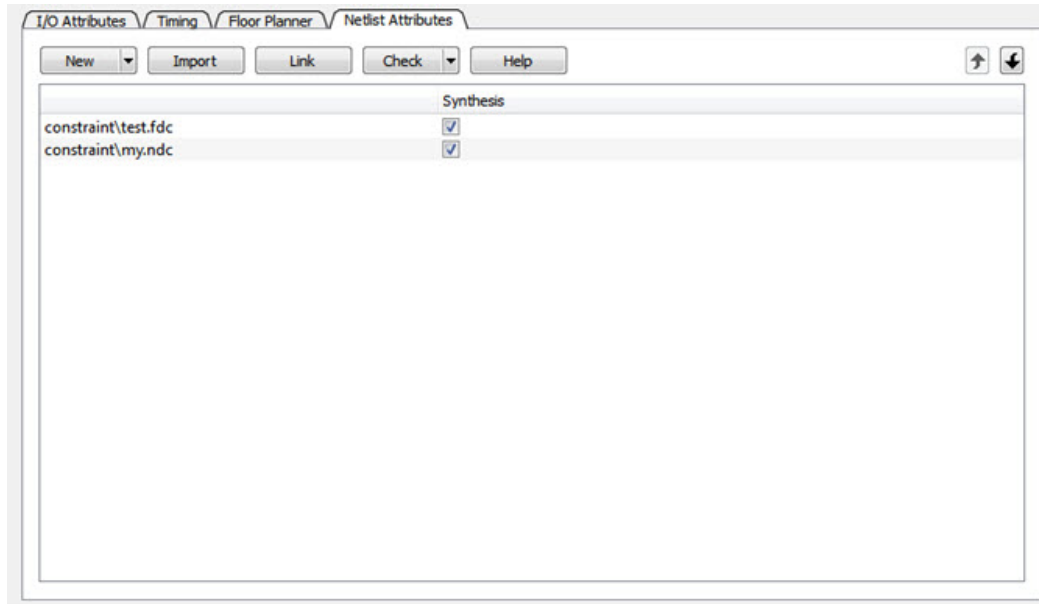 I/O Attributes Timing Floor Planner Netlist Attributes
New Import Link Check Help
Synthesis
constraint\test.fdc
constraint\my.ndc